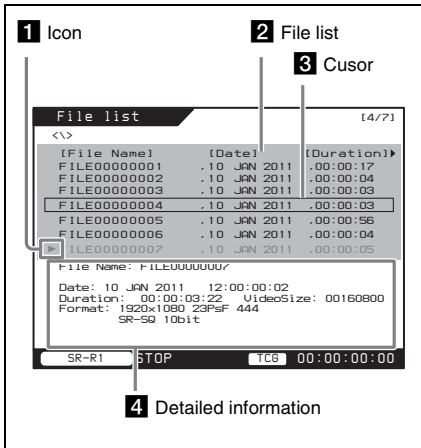 1 Icon
2 File list
3 Cusor
File list [4/7]
<\>
[File Name] [Date] [Duration]
FILE00000001 .10 JAN 2011 .00:00:17
FILE00000002 .10 JAN 2011 .00:00:04
FILE00000003 .10 JAN 2011 .00:00:03
FILE00000004 .10 JAN 2011 .00:00:03
FILE00000005 .10 JAN 2011 .00:00:56
FILE00000006 .10 JAN 2011 .00:00:04
ILE00000007 .10 JAN 2011 .00:00:05
File Name: FILE00000007
Date: 10 JAN 2011 12:00:00:02
Duration: 00:00:03:22 VideoSize: 00160800
Format: 1920x1080 23PsF 444
SR-SQ 10bit
SR-R1 STOP TCG 00:00:00:00
4 Detailed information